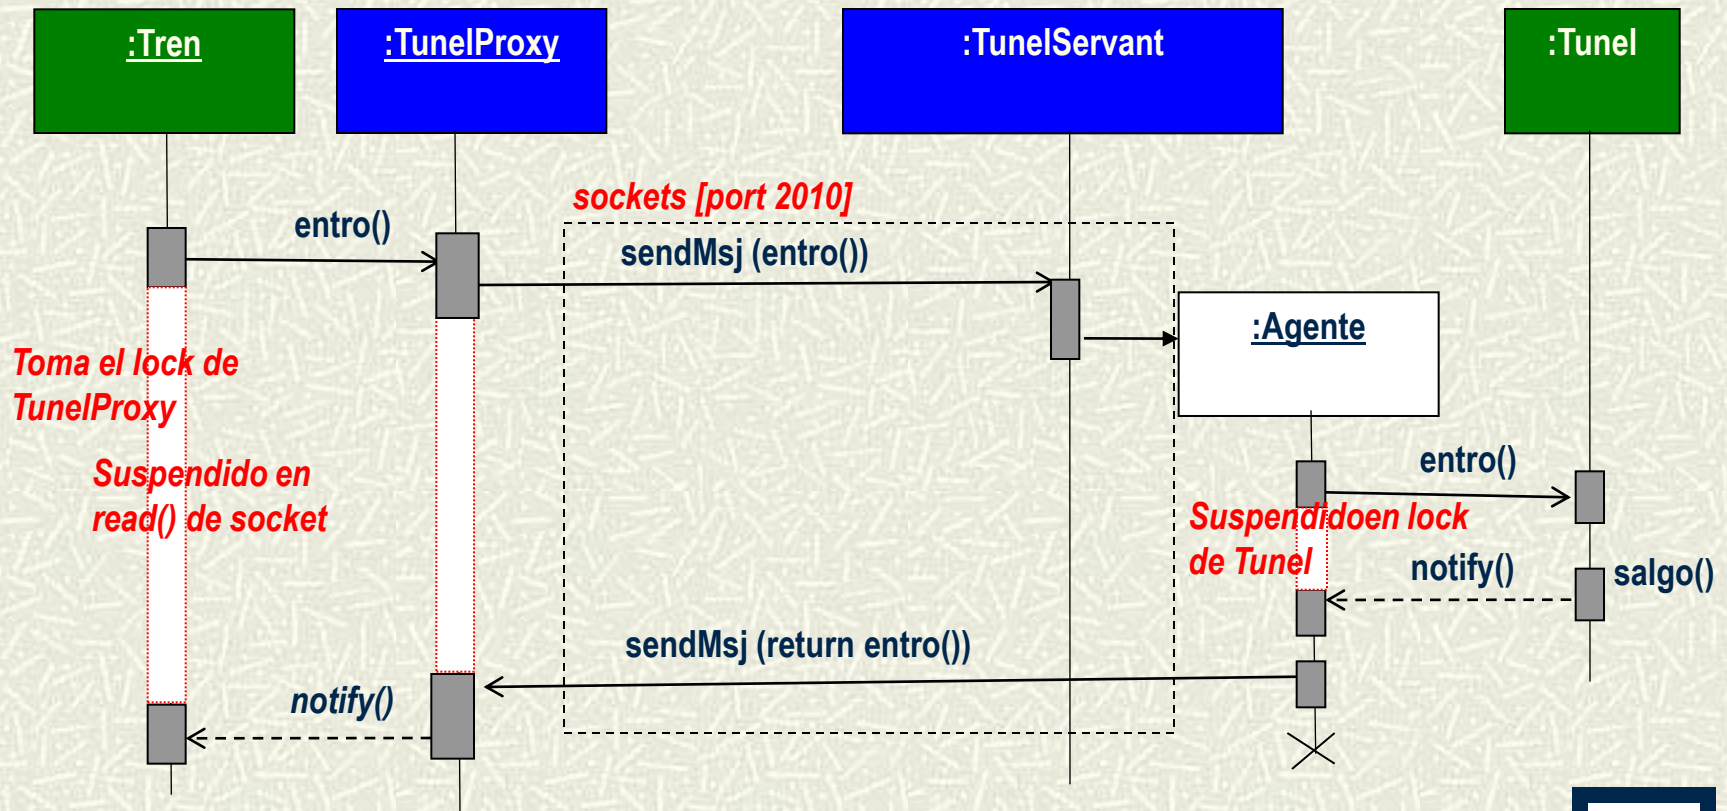 :Tren
:TunelProxy
:TunelServant
:Tunel
sockets [port 2010]
entro()
sendMsj (entro())
:Agente
Toma el lock de
TunelProxy
Suspendido en
read() de socket
entro()
Suspendidoen lock
de Tunel
notify()
salgo()
sendMsj (return entro())
notify()